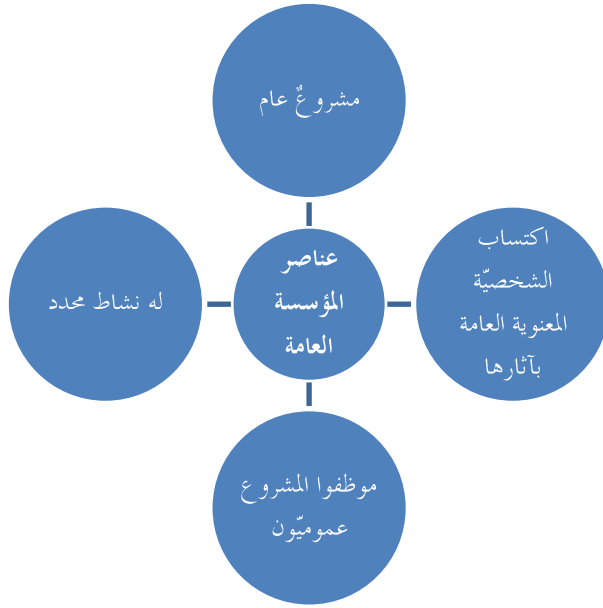 مشروعٌ عام
عناصر
المؤسسة
العامة
اكتساب
الشخصيّة
المعنوية العامة
بآثارها
موظفوا المشروع
عموميّون
له نشاط محدد